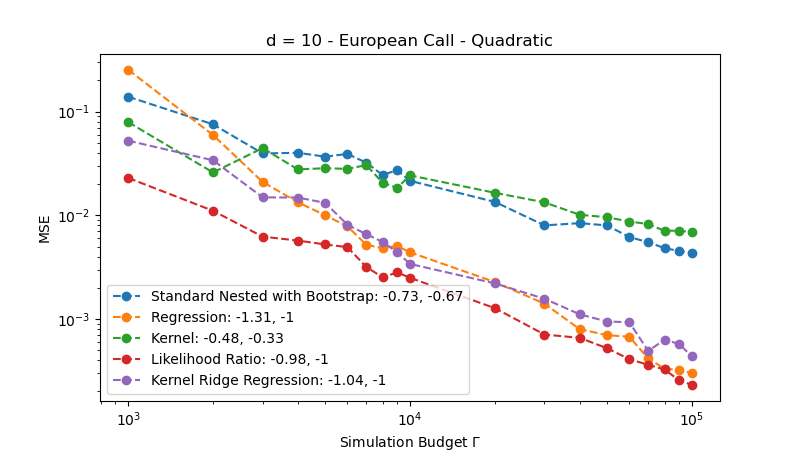 d = 10 - European Call - Quadratic
MSE
10⁻¹
10⁻²
10⁻³
Standard Nested with Bootstrap: -0.73, -0.67
Regression: -1.31, -1
Kernel: -0.48, -0.33
Likelihood Ratio: -0.98, -1
Kernel Ridge Regression: -1.04, -1
10³
10⁴
10⁵
Simulation Budget Γ